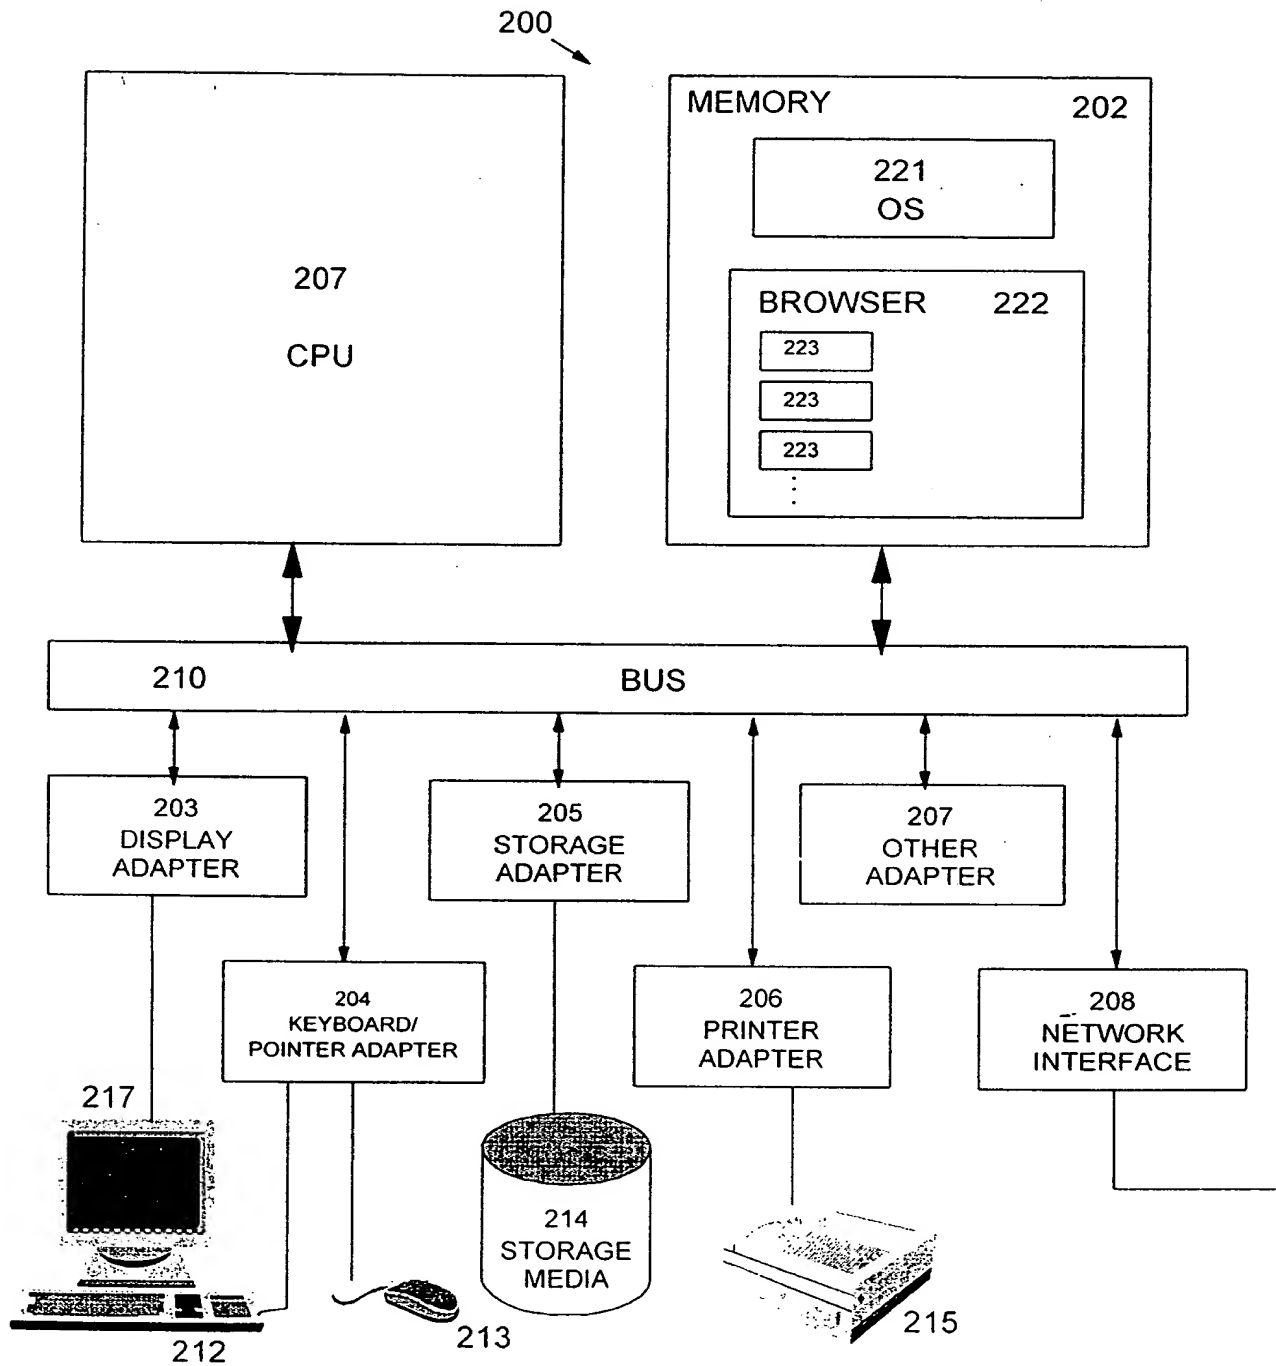 200
207
CPU
MEMORY 202
221
OS
BROWSER 222
223
223
223
210 BUS
203
DISPLAY
ADAPTER
204
KEYBOARD/
POINTER ADAPTER
205
STORAGE
ADAPTER
206
PRINTER
ADAPTER
207
OTHER
ADAPTER
208
NETWORK
INTERFACE
217
212
213
214
STORAGE
MEDIA
215